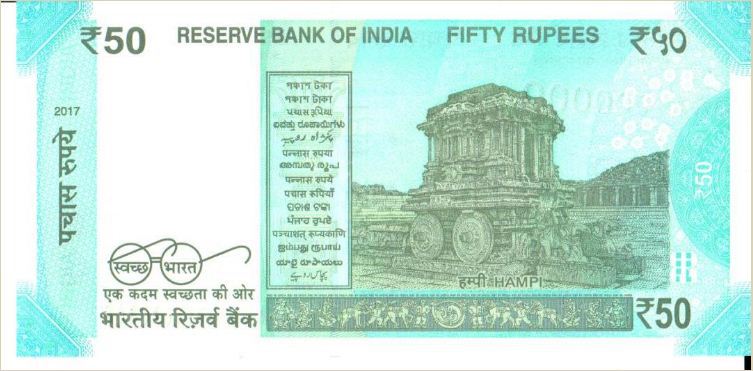 ₹50 RESERVE BANK OF INDIA FIFTY RUPEES ₹५०
2017
पचास रुपये
পঞ্চাশ টকা
পঞ্চাশ টাকা
પચાસ રૂપિયા
ಐವತ್ತು ರೂಪಾಯಿಗಳು
पन्नास रुपया
അമ്പതു രൂപ
पन्नास रुपये
पचास रुपियाँ
ପଚାଶ ଟଙ୍କା
ਪੰਜਾਹ ਰੁਪਏ
पञ्चाशत् रूप्यकाणि
ஐம்பது ரூபாய்
యాభై రూపాయలు
پچاس روپے
₹50
स्वच्छ भारत
एक कदम स्वच्छता की ओर
हम्पी HAMPI
भारतीय रिज़र्व बैंक
₹50